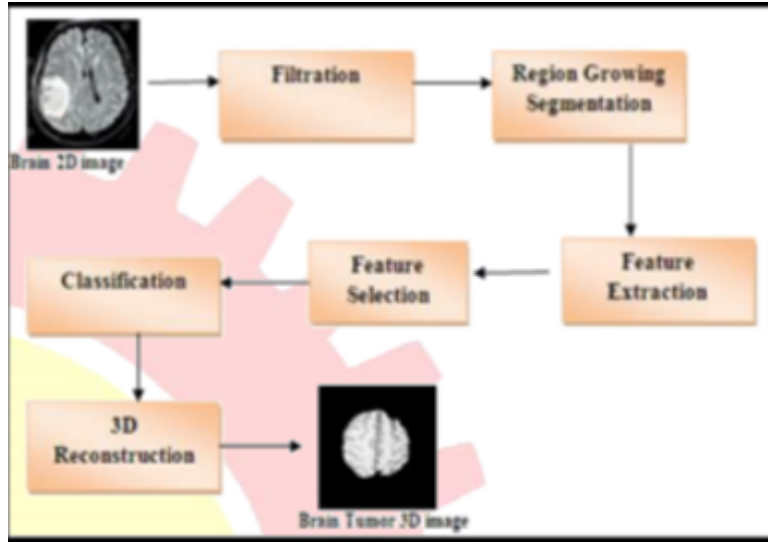 Filtration
Region Growing
Segmentation
Brain 2D image
Feature
Extraction
Feature
Selection
Classification
3D
Reconstruction
Brain Tumor 3D image